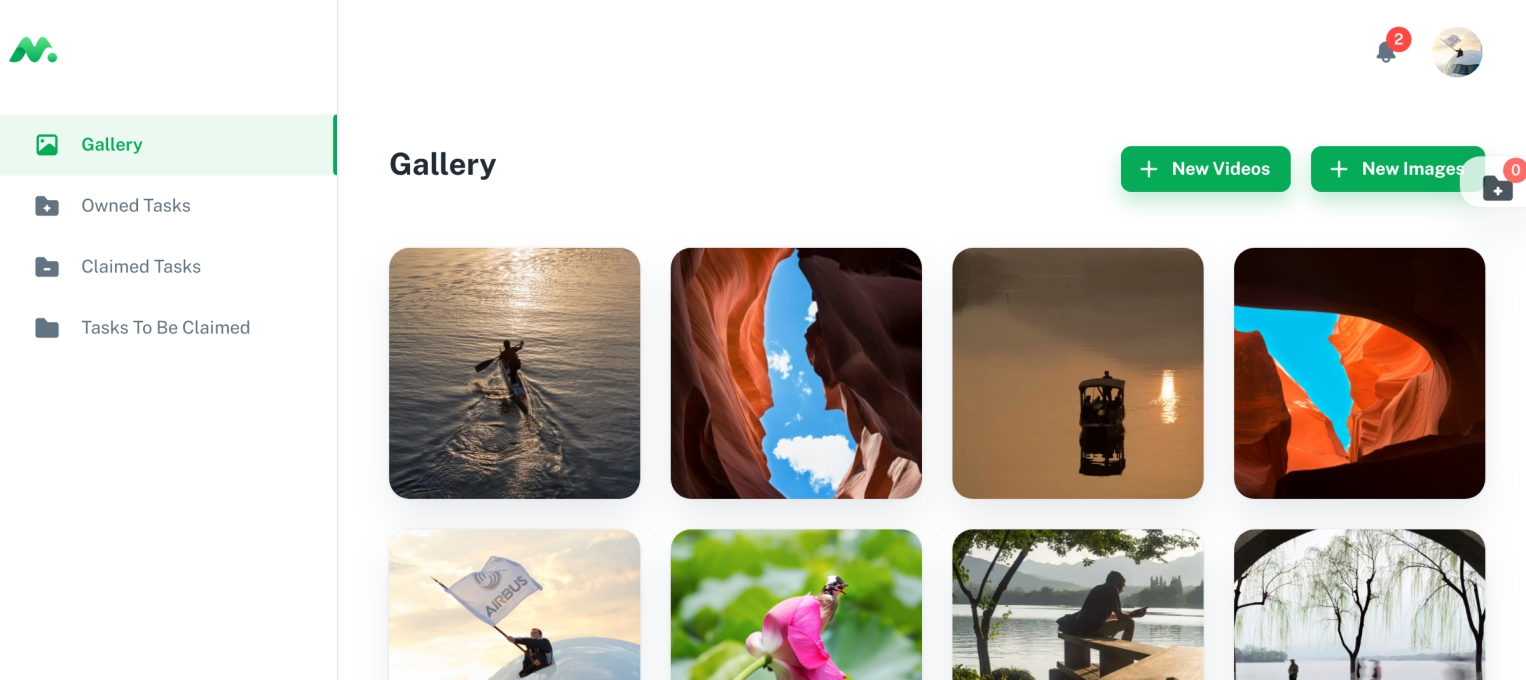 2
Gallery
Owned Tasks
Claimed Tasks
Tasks To Be Claimed
Gallery
New Videos
New Images
0
AIRBUS